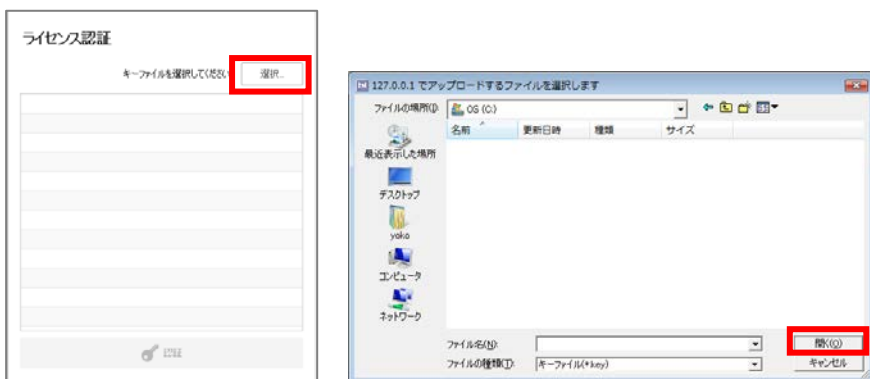 ライセンス認証
キーファイルを選択してください
選択...
認証
127.0.0.1 でアップロードするファイルを選択します
ファイルの場所(I):
OS (C:)
名前
更新日時
種類
サイズ
最近表示した場所
デスクトップ
yoko
コンピュータ
ネットワーク
ファイル名(N):
開く(O)
ファイルの種類(T):
キーファイル(*key)
キャンセル